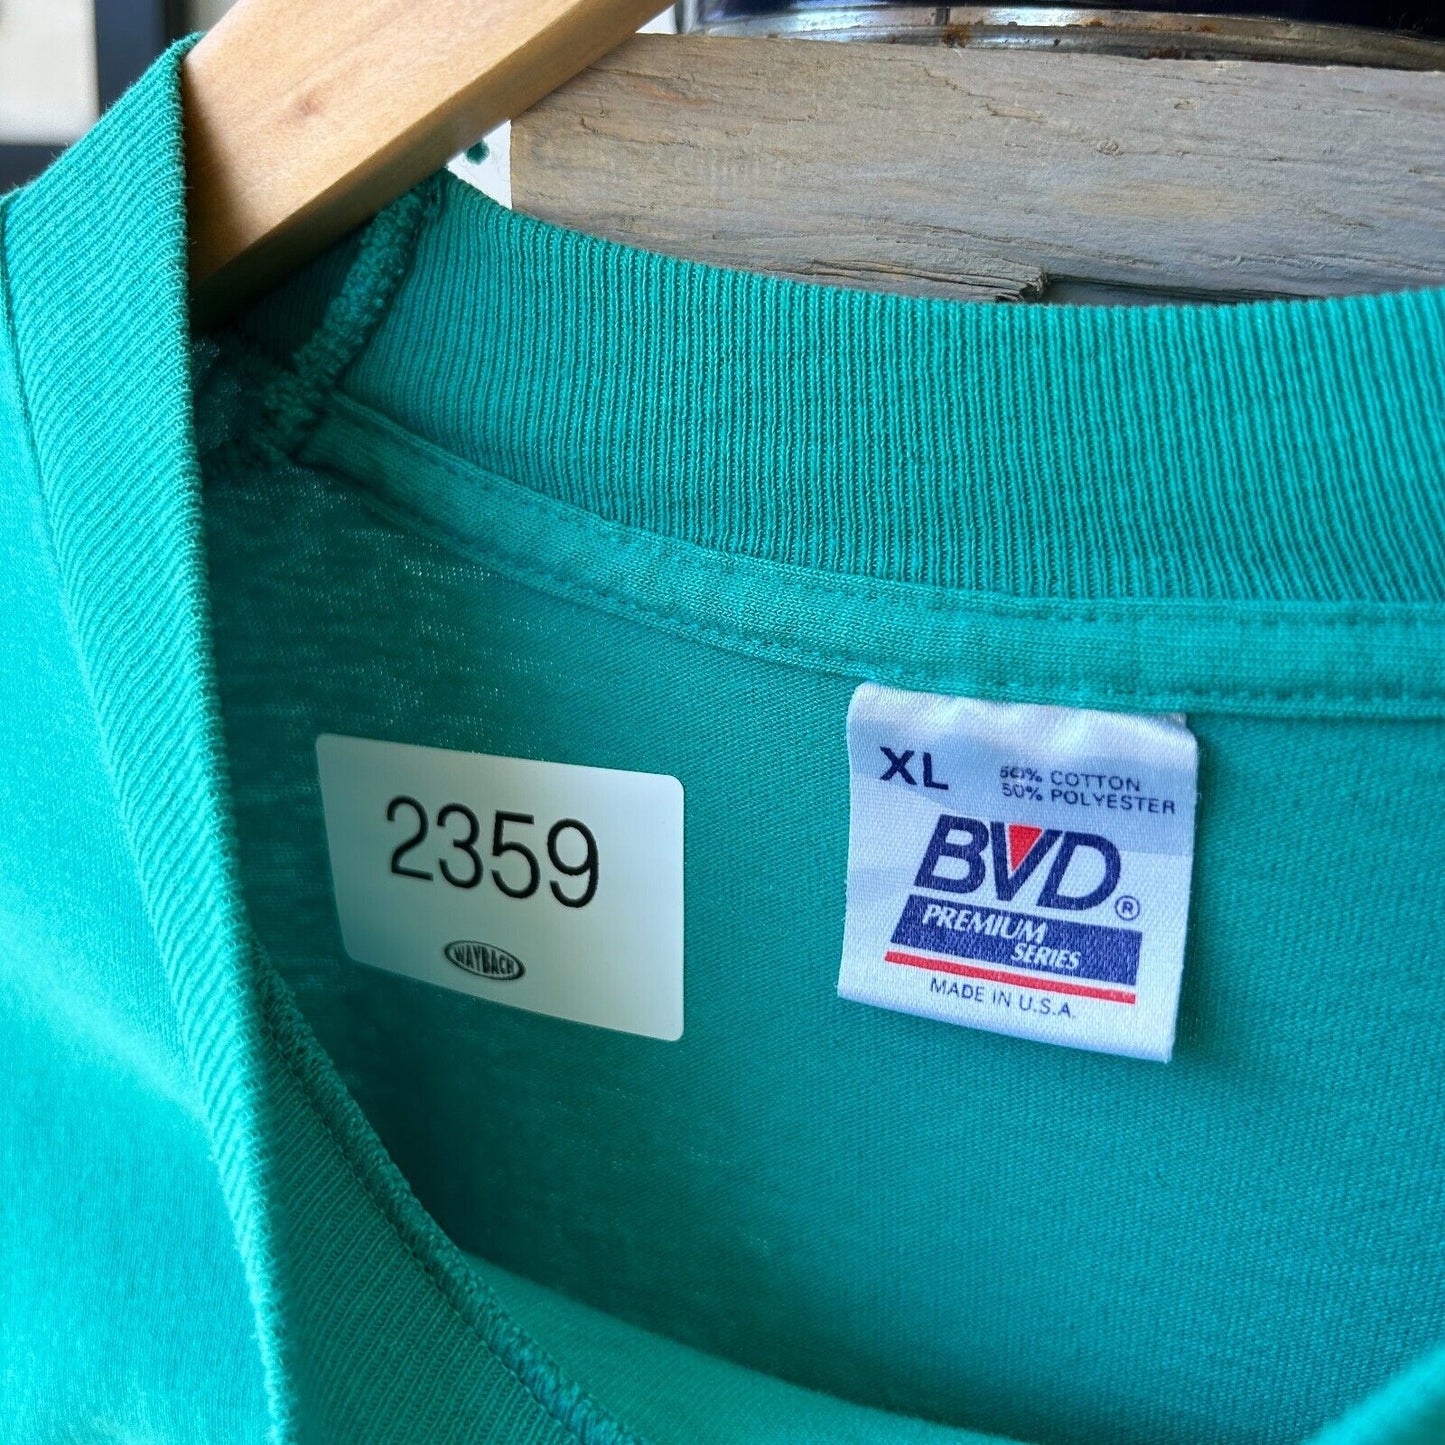 2359
WAYBACK
XL
50% COTTON
50% POLYESTER
BVD®
PREMIUM
SERIES
MADE IN U.S.A.